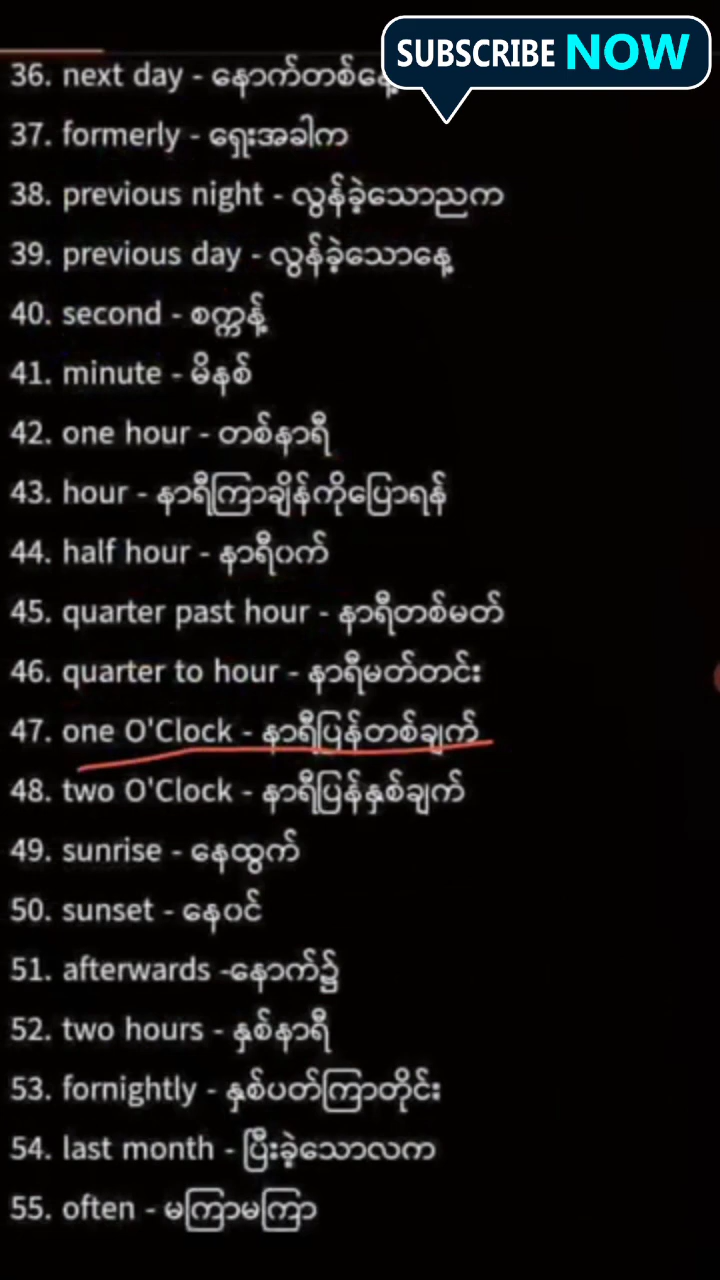 SUBSCRIBE NOW
36. next day - နောက်တစ်နေ့
37. formerly - ရှေးအခါက
38. previous night - လွန်ခဲ့သောညက
39. previous day - လွန်ခဲ့သောနေ့
40. second - စက္ကန့်
41. minute - မိနစ်
42. one hour - တစ်နာရီ
43. hour - နာရီကြာချိန်ကိုပြောရန်
44. half hour - နာရီဝက်
45. quarter past hour - နာရီတစ်မတ်
46. quarter to hour - နာရီမတ်တင်း
47. one O'Clock - နာရီပြန်တစ်ချက်
48. two O'Clock - နာရီပြန်နှစ်ချက်
49. sunrise - နေထွက်
50. sunset - နေဝင်
51. afterwards -နောက်၌
52. two hours - နှစ်နာရီ
53. fornightly - နှစ်ပတ်ကြာတိုင်း
54. last month - ပြီးခဲ့သောလက
55. often - မကြာမကြာ